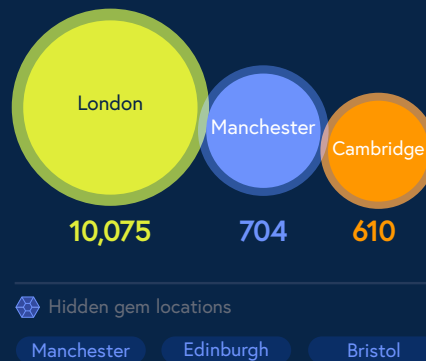 London
Manchester
Cambridge
10,075 704 610
Hidden gem locations
Manchester Edinburgh Bristol